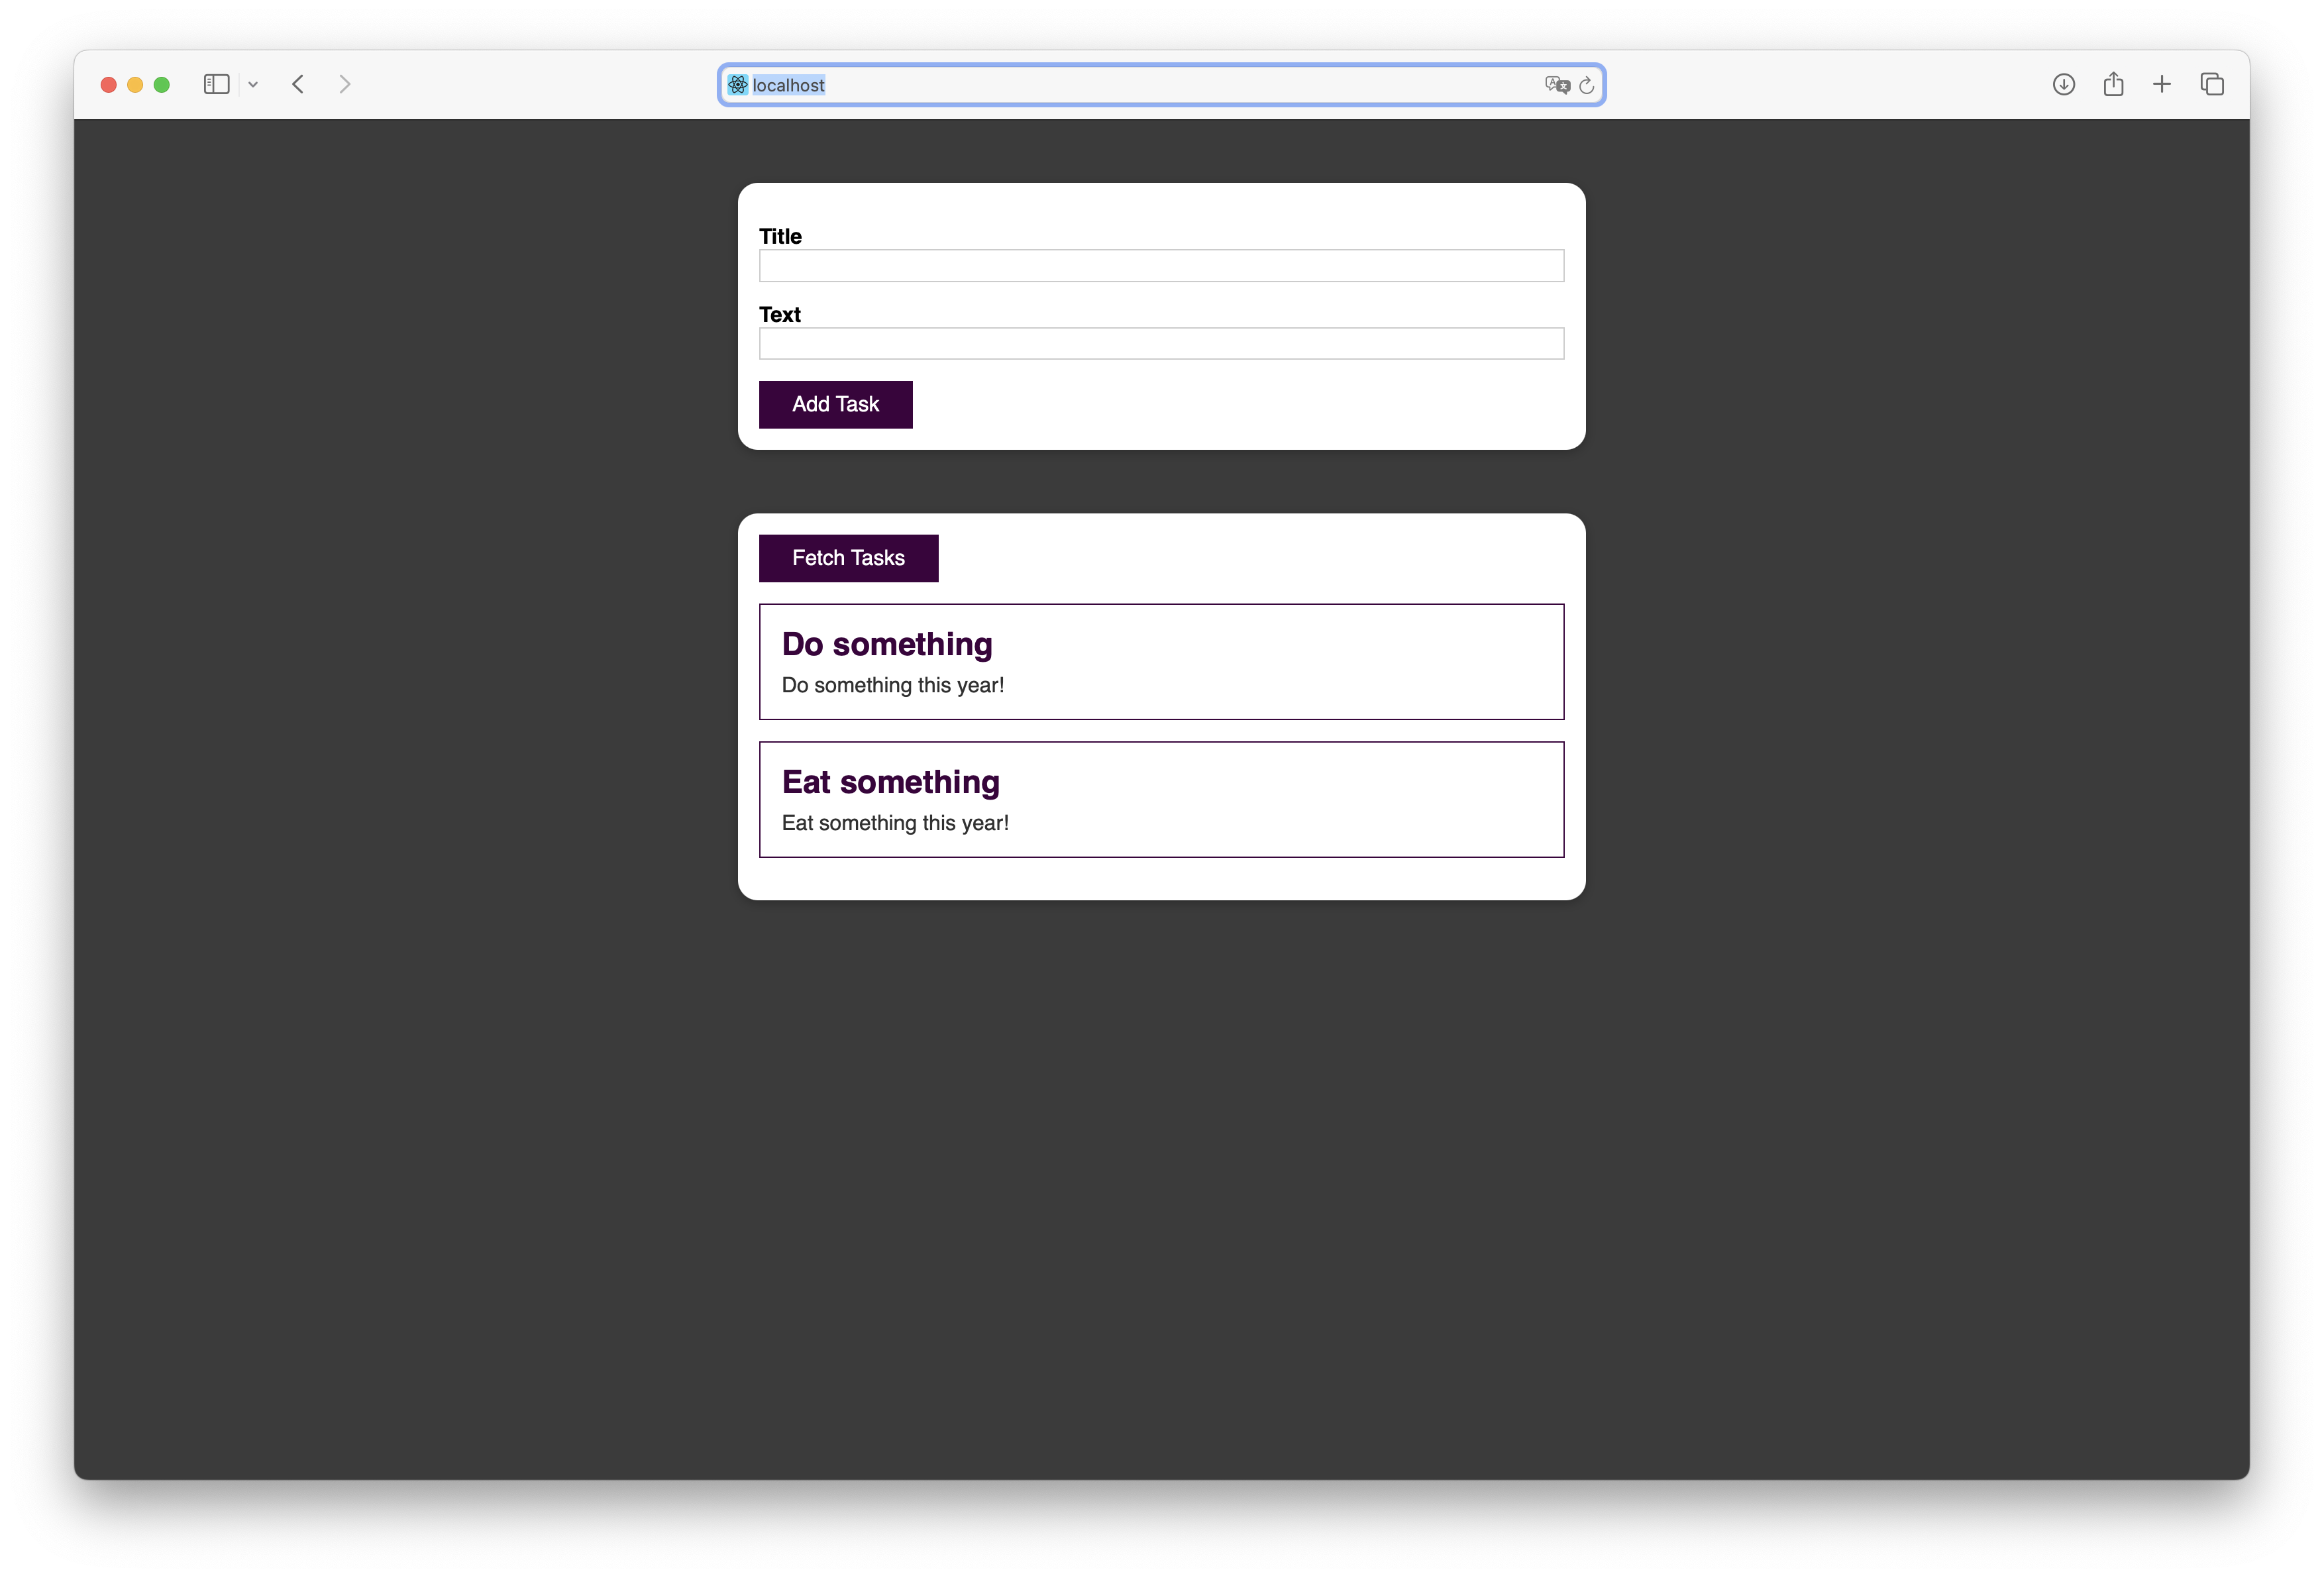 localhost
Title
Text
Add Task
Fetch Tasks
Do something
Do something this year!
Eat something
Eat something this year!